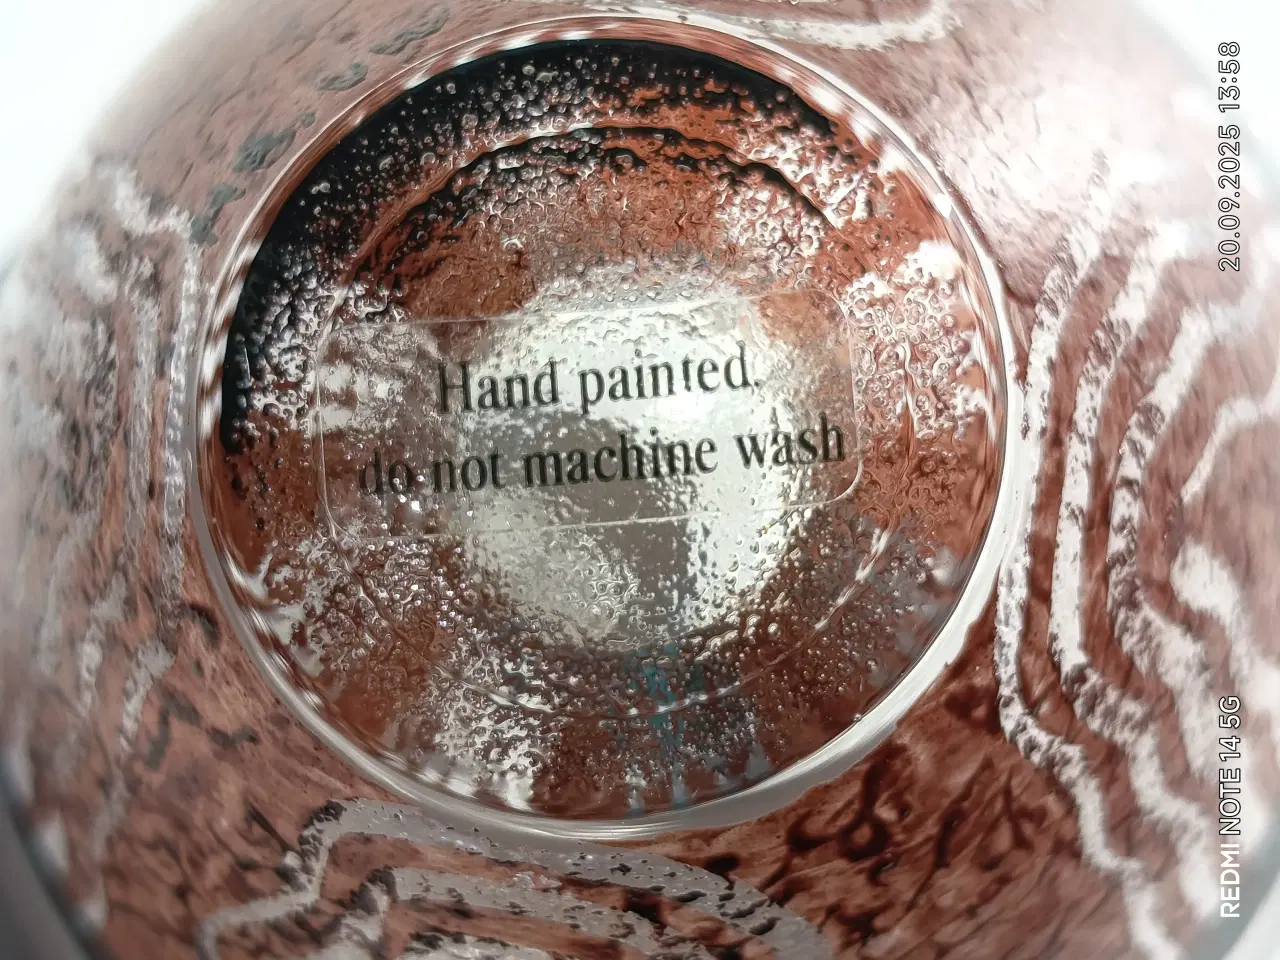 Hand painted,
do not machine wash
20.09.2025 13:58
REDMI NOTE 14 5G